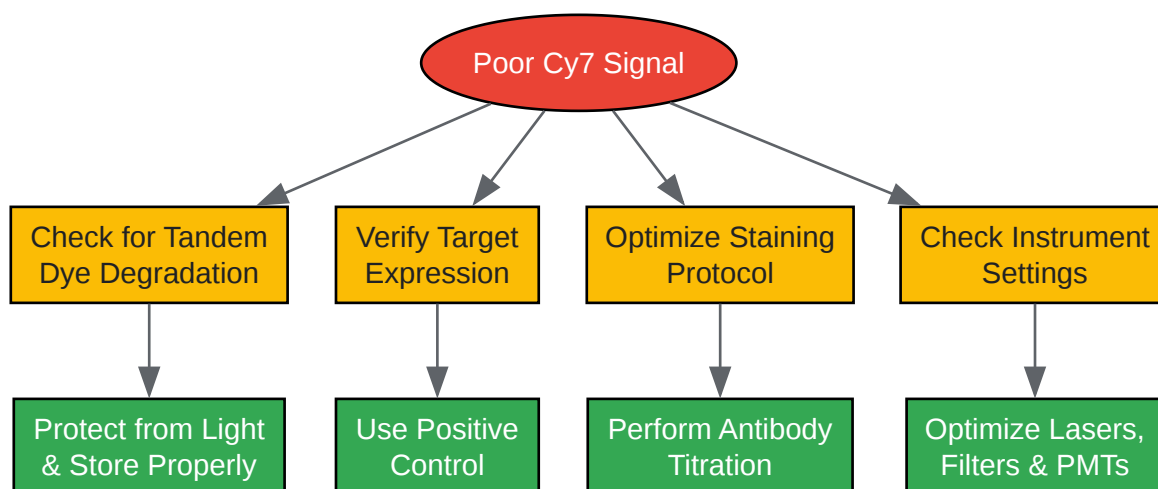 Poor Cy7 Signal
Check for Tandem
Dye Degradation
Verify Target
Expression
Optimize Staining
Protocol
Check Instrument
Settings
Protect from Light
& Store Properly
Use Positive
Control
Perform Antibody
Titration
Optimize Lasers,
Filters & PMTs